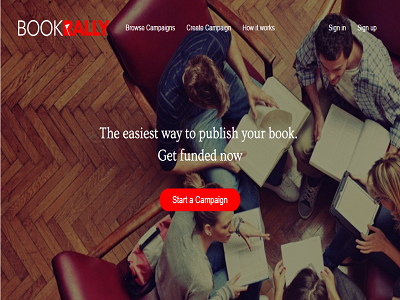 BOOKRALLY
Browse Campaigns Create Campaign How it works Sign in Sign up
The easiest way to publish your book.
Get funded now
Start a Campaign